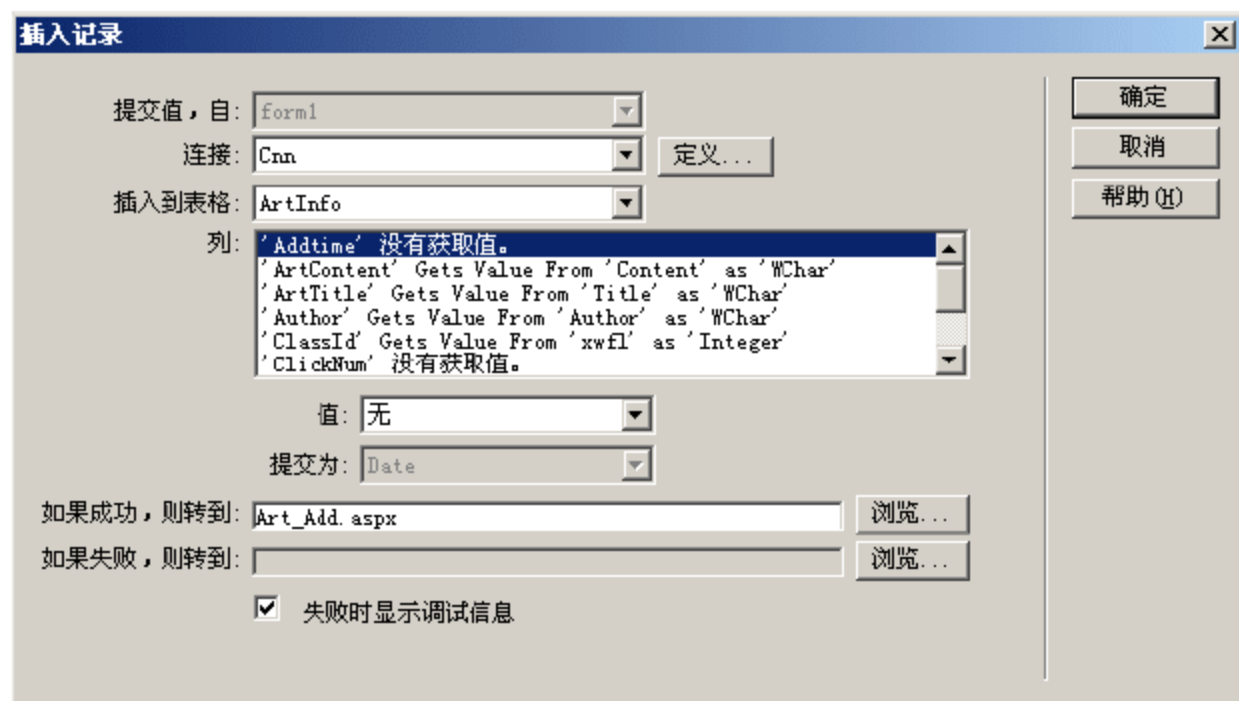 插入记录
提交值，自: form1
连接: Cnn 定义...
插入到表格: ArtInfo
列: 'Addtime' 没有获取值。
'ArtContent' Gets Value From 'Content' as 'WChar'
'ArtTitle' Gets Value From 'Title' as 'WChar'
'Author' Gets Value From 'Author' as 'WChar'
'ClassId' Gets Value From 'xwfl' as 'Integer'
'ClickNum' 没有获取值。
值: 无
提交为: Date
如果成功，则转到: Art_Add.aspx 浏览...
如果失败，则转到: 浏览...
失败时显示调试信息
确定
取消
帮助(H)